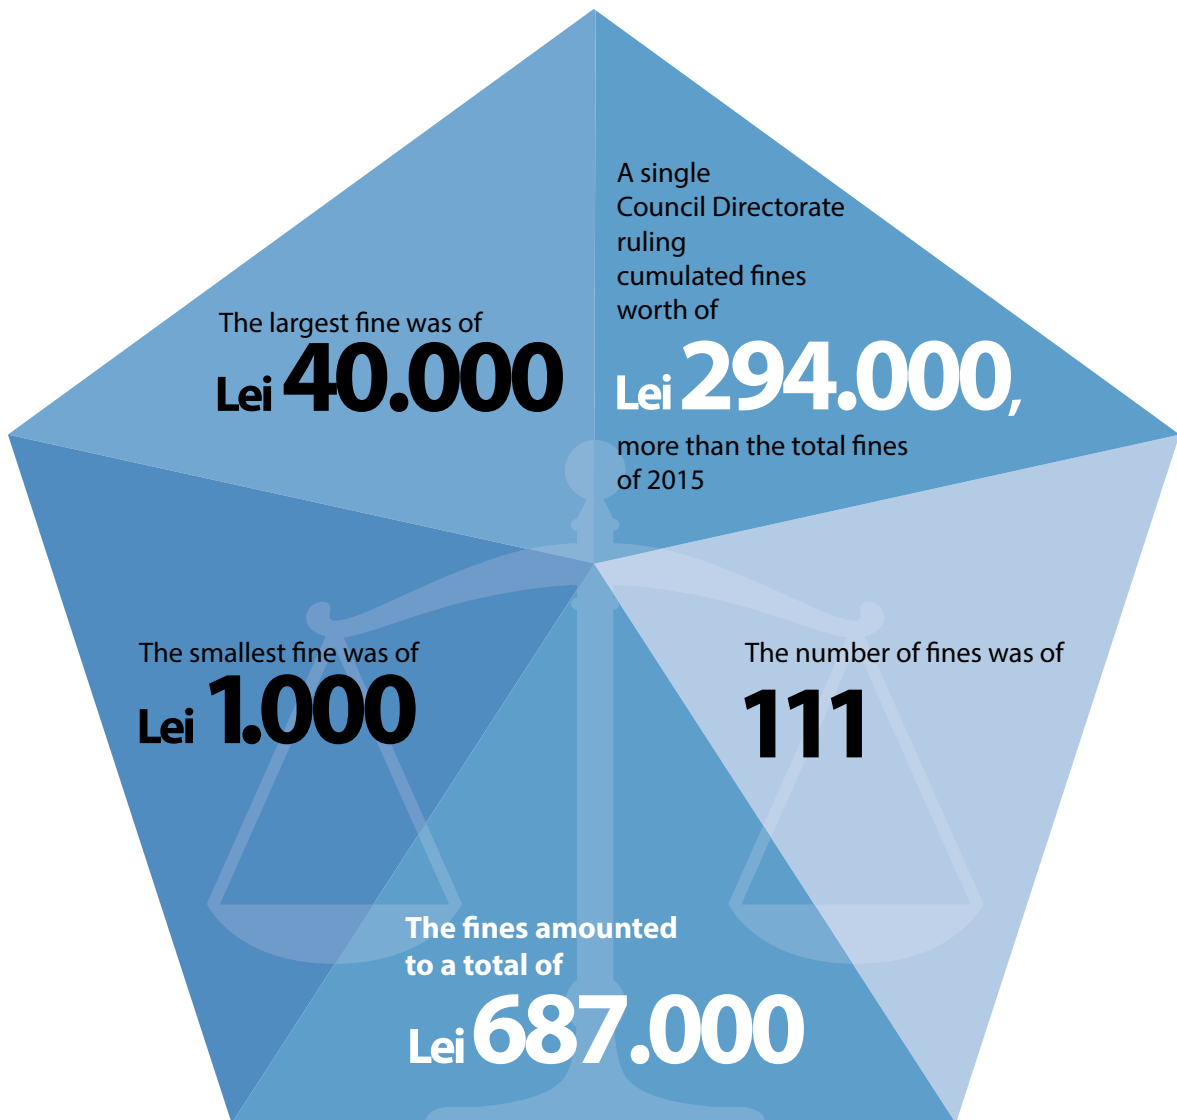 A single
Council Directorate
ruling
cumulated fines
worth of
Lei 294.000,
more than the total fines
of 2015
The largest fine was of
Lei 40.000
The smallest fine was of
Lei 1.000
The number of fines was of
111
The fines amounted
to a total of
Lei 687.000